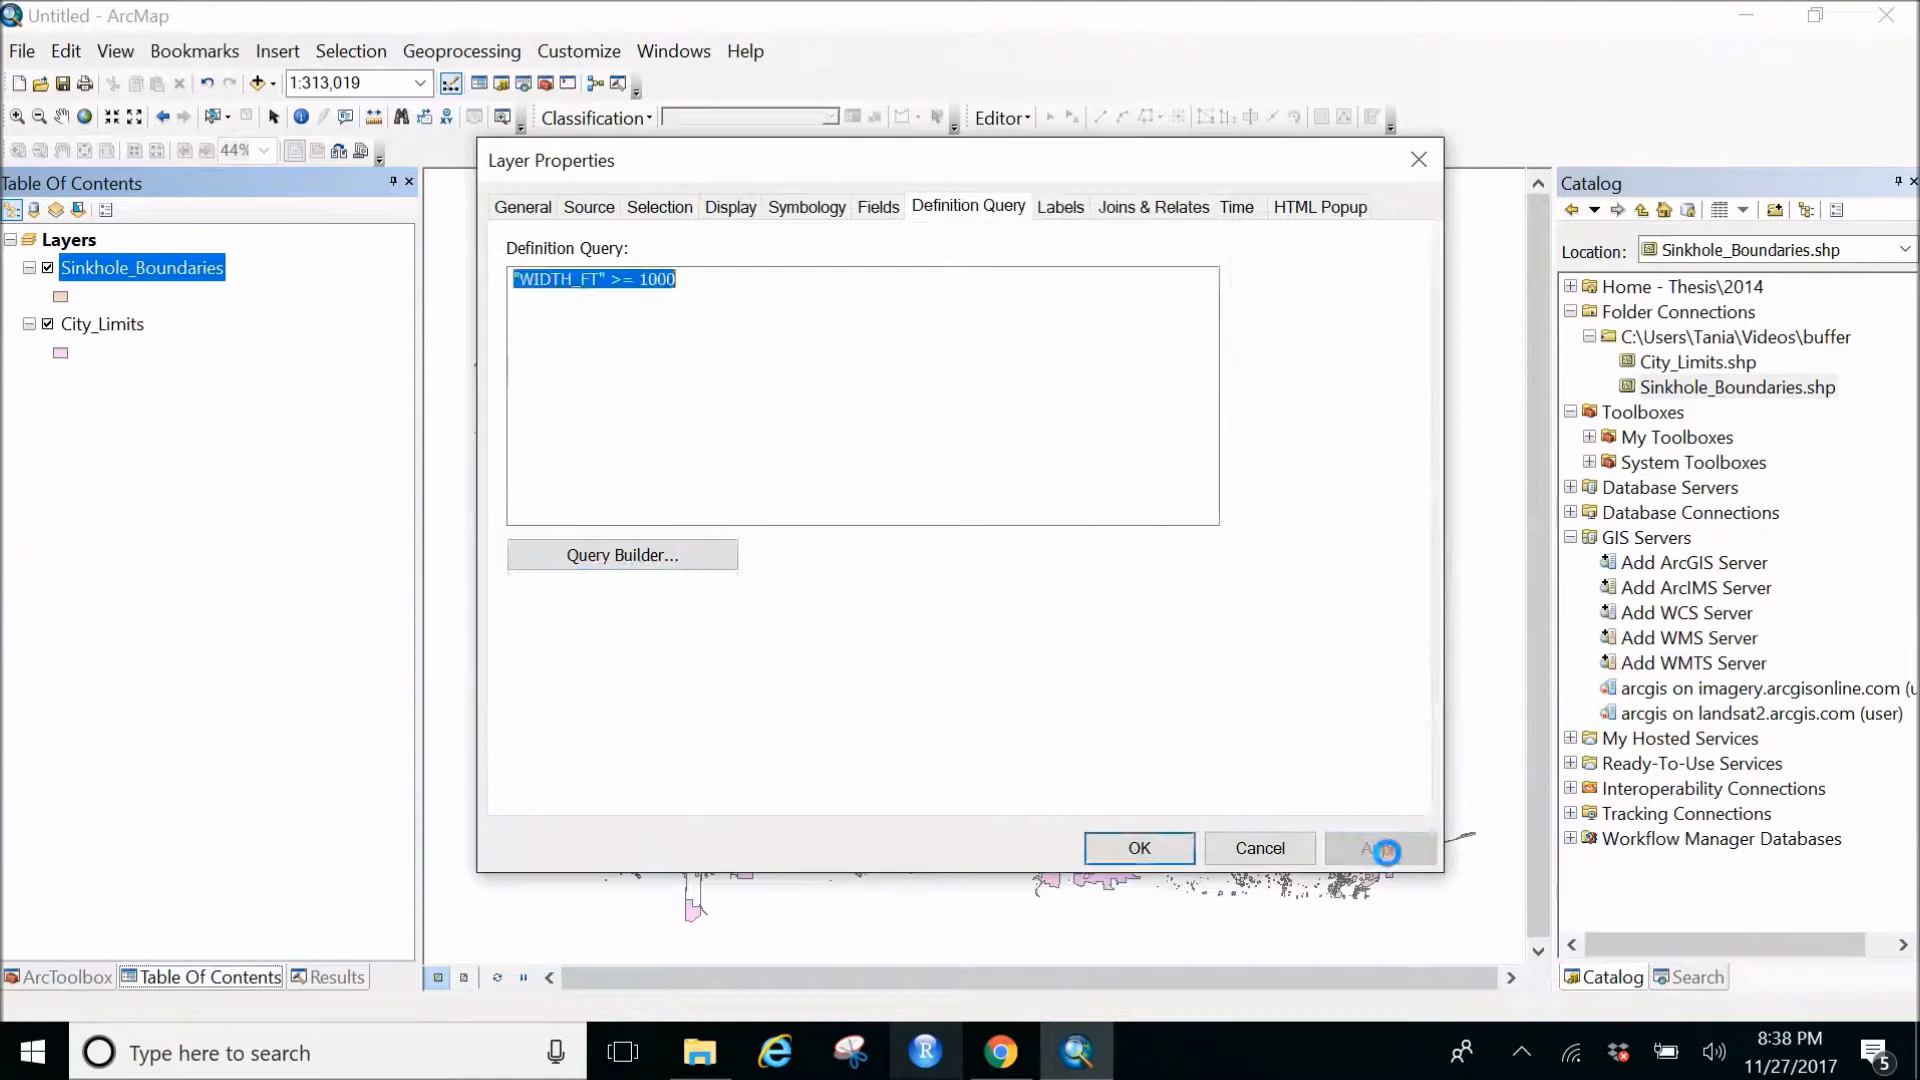 Untitled - ArcMap
File Edit View Bookmarks Insert Selection Geoprocessing Customize Windows Help
1:313,019
Classification
Editor
44%
Table Of Contents
Layers
Sinkhole_Boundaries
City_Limits
Layer Properties
General Source Selection Display Symbology Fields Definition Query Labels Joins & Relates Time HTML Popup
Definition Query:
"WIDTH_FT" >= 1000
Query Builder...
OK Cancel
Catalog
Location: Sinkhole_Boundaries.shp
Home - Thesis\2014
Folder Connections
C:\Users\Tania\Videos\buffer
City_Limits.shp
Sinkhole_Boundaries.shp
Toolboxes
My Toolboxes
System Toolboxes
Database Servers
Database Connections
GIS Servers
Add ArcGIS Server
Add ArcIMS Server
Add WCS Server
Add WMS Server
Add WMTS Server
arcgis on imagery.arcgisonline.com (u
arcgis on landsat2.arcgis.com (user)
My Hosted Services
Ready-To-Use Services
Interoperability Connections
Tracking Connections
Workflow Manager Databases
ArcToolbox Table Of Contents Results
Catalog Search
Type here to search
8:38 PM
11/27/2017
5